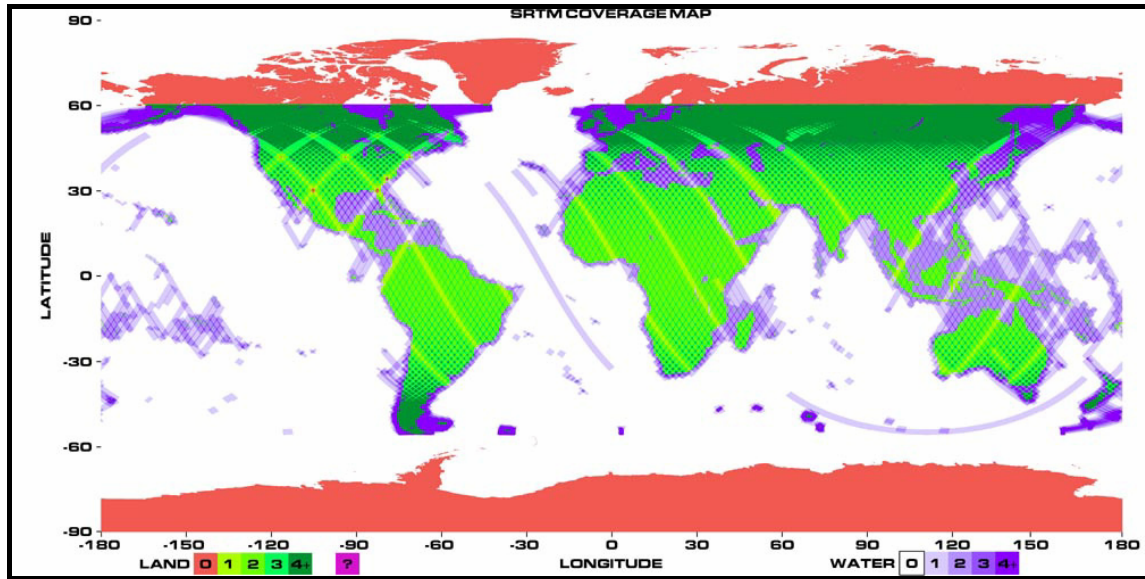 SRTM COVERAGE MAP
90
60
30
0
-30
-60
-90
LATITUDE
-180 -150 -120 -90 -60 -30 0 30 60 90 120 150 180
LAND 0 1 2 3 4+ ? LONGITUDE WATER 0 1 2 3 4+